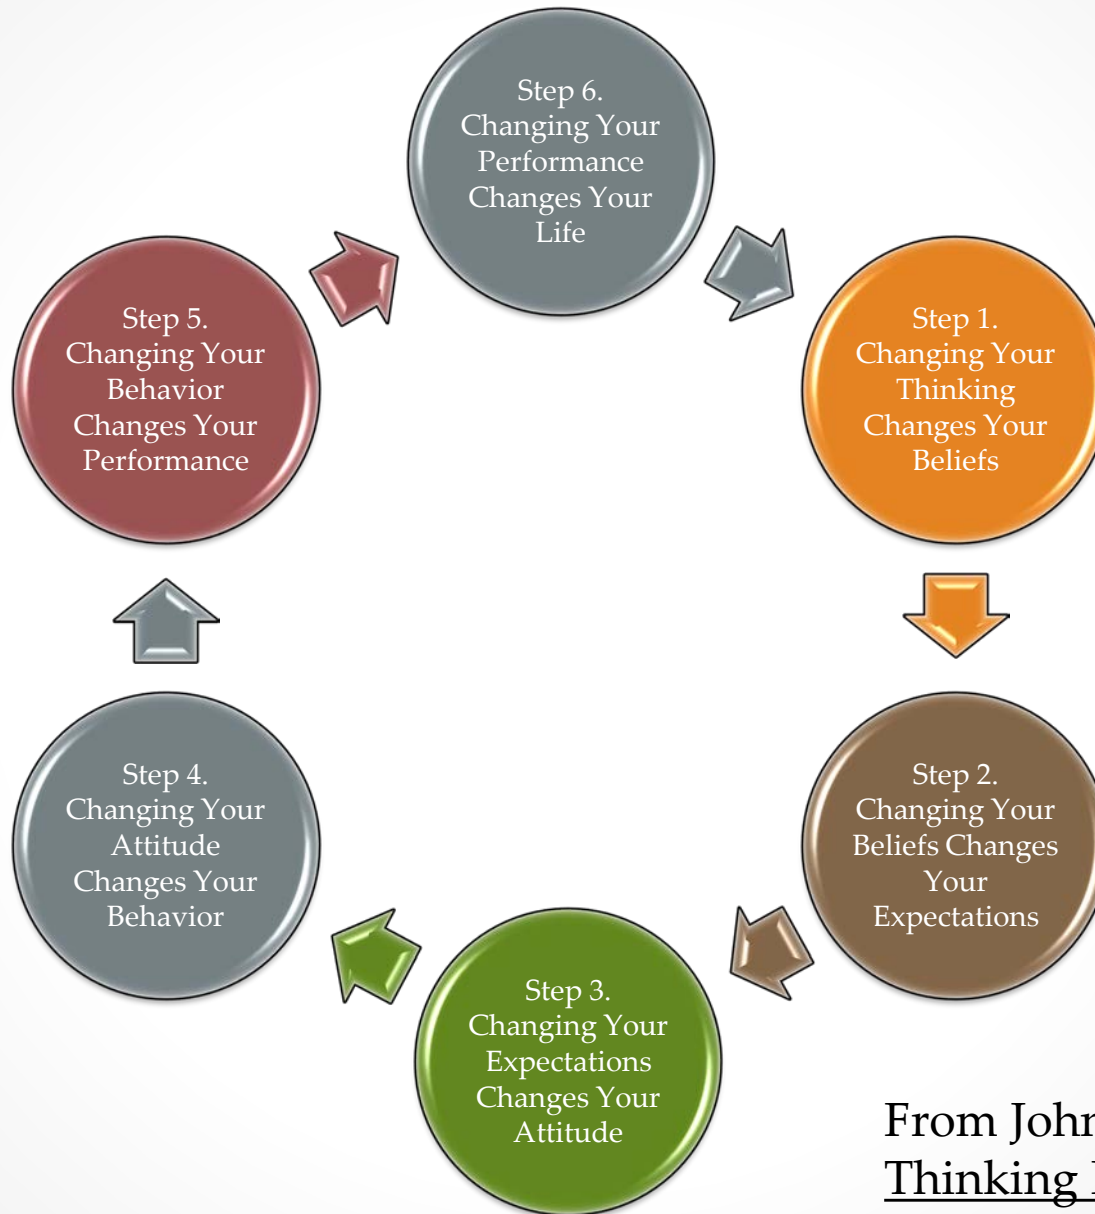 Step 6.
Changing Your
Performance
Changes Your
Life
Step 1.
Changing Your
Thinking
Changes Your
Beliefs
Step 2.
Changing Your
Beliefs Changes
Your
Expectations
Step 3.
Changing Your
Expectations
Changes Your
Attitude
Step 4.
Changing Your
Attitude
Changes Your
Behavior
Step 5.
Changing Your
Behavior
Changes Your
Performance
From John
Thinking